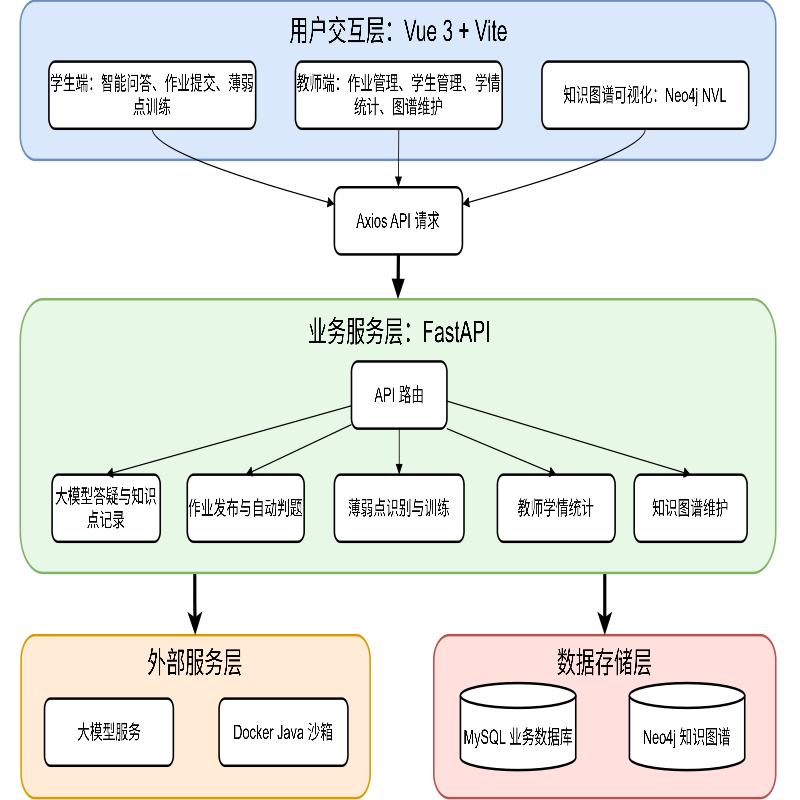 用户交互层：Vue 3 + Vite
学生端：智能问答、作业提交、薄弱
点训练
教师端：作业管理、学生管理、学情
统计、图谱维护
知识图谱可视化：Neo4j NVL
Axios API 请求
业务服务层：FastAPI
API 路由
大模型答疑与知识
点记录
作业发布与自动判题
薄弱点识别与训练
教师学情统计
知识图谱维护
外部服务层
大模型服务
Docker Java 沙箱
数据存储层
MySQL 业务数据库
Neo4j 知识图谱